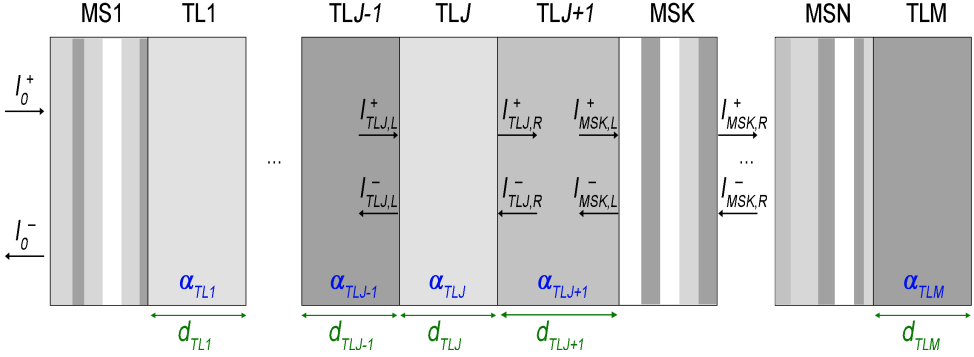 MS1 TL1 TLJ-1 TLJ TLJ+1 MSK MSN TLM
I₀⁺ I⁺TLJ,L I⁺TLJ,R I⁺MSK,L I⁺MSK,R
... ...
I₀⁻ I⁻TLJ,L I⁻TLJ,R I⁻MSK,L I⁻MSK,R
αTL1 αTLJ-1 αTLJ αTLJ+1 αTLM
dTL1 dTLJ-1 dTLJ dTLJ+1 dTLM